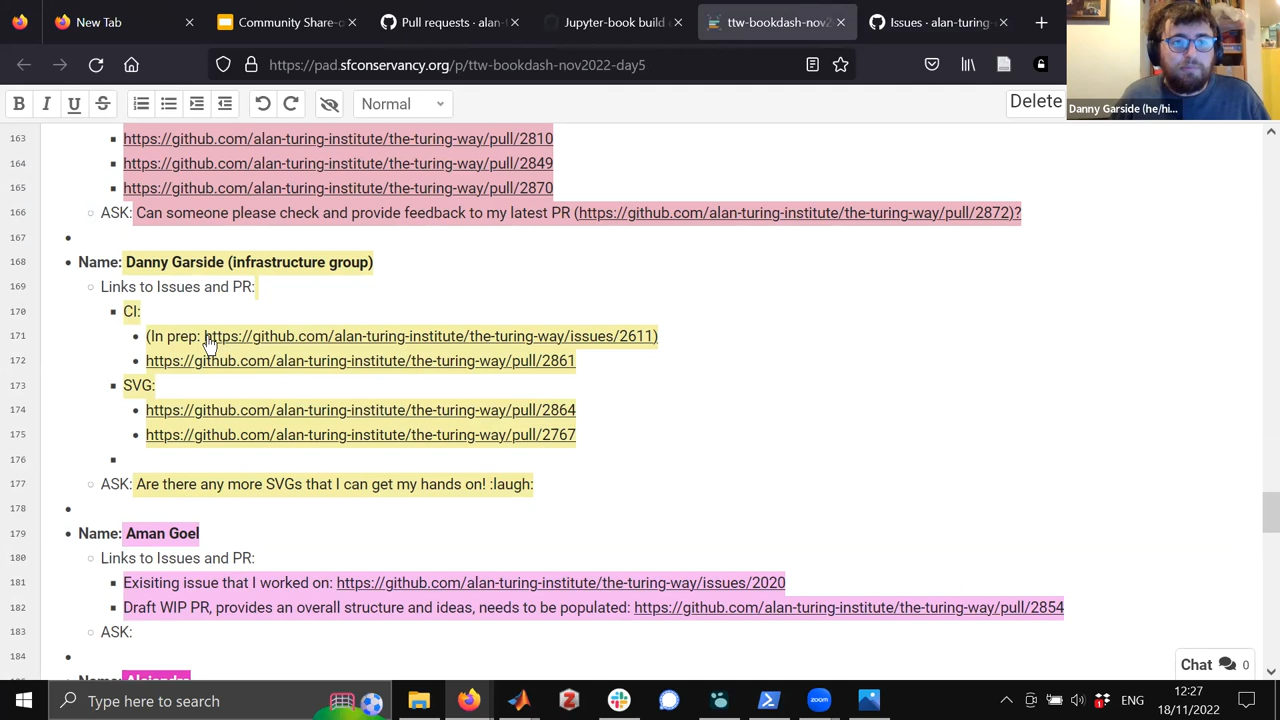 New Tab
Community Share-o
Pull requests · alan-t
Jupyter-book build e
ttw-bookdash-nov2
Issues · alan-turing-
https://pad.sfconservancy.org/p/ttw-bookdash-nov2022-day5
Danny Garside (he/hi...
B I U S Normal Delete
163 https://github.com/alan-turing-institute/the-turing-way/pull/2810
164 https://github.com/alan-turing-institute/the-turing-way/pull/2849
165 https://github.com/alan-turing-institute/the-turing-way/pull/2870
166 ASK: Can someone please check and provide feedback to my latest PR (https://github.com/alan-turing-institute/the-turing-way/pull/2872)?
167
168 Name: Danny Garside (infrastructure group)
169 Links to Issues and PR:
170 CI:
171 (In prep: https://github.com/alan-turing-institute/the-turing-way/issues/2611)
172 https://github.com/alan-turing-institute/the-turing-way/pull/2861
173 SVG:
174 https://github.com/alan-turing-institute/the-turing-way/pull/2864
175 https://github.com/alan-turing-institute/the-turing-way/pull/2767
176
177 ASK: Are there any more SVGs that I can get my hands on! :laugh:
178
179 Name: Aman Goel
180 Links to Issues and PR:
181 Exisiting issue that I worked on: https://github.com/alan-turing-institute/the-turing-way/issues/2020
182 Draft WIP PR, provides an overall structure and ideas, needs to be populated: https://github.com/alan-turing-institute/the-turing-way/pull/2854
183 ASK:
184
Chat 0
Type here to search
zoom
ENG
12:27
18/11/2022